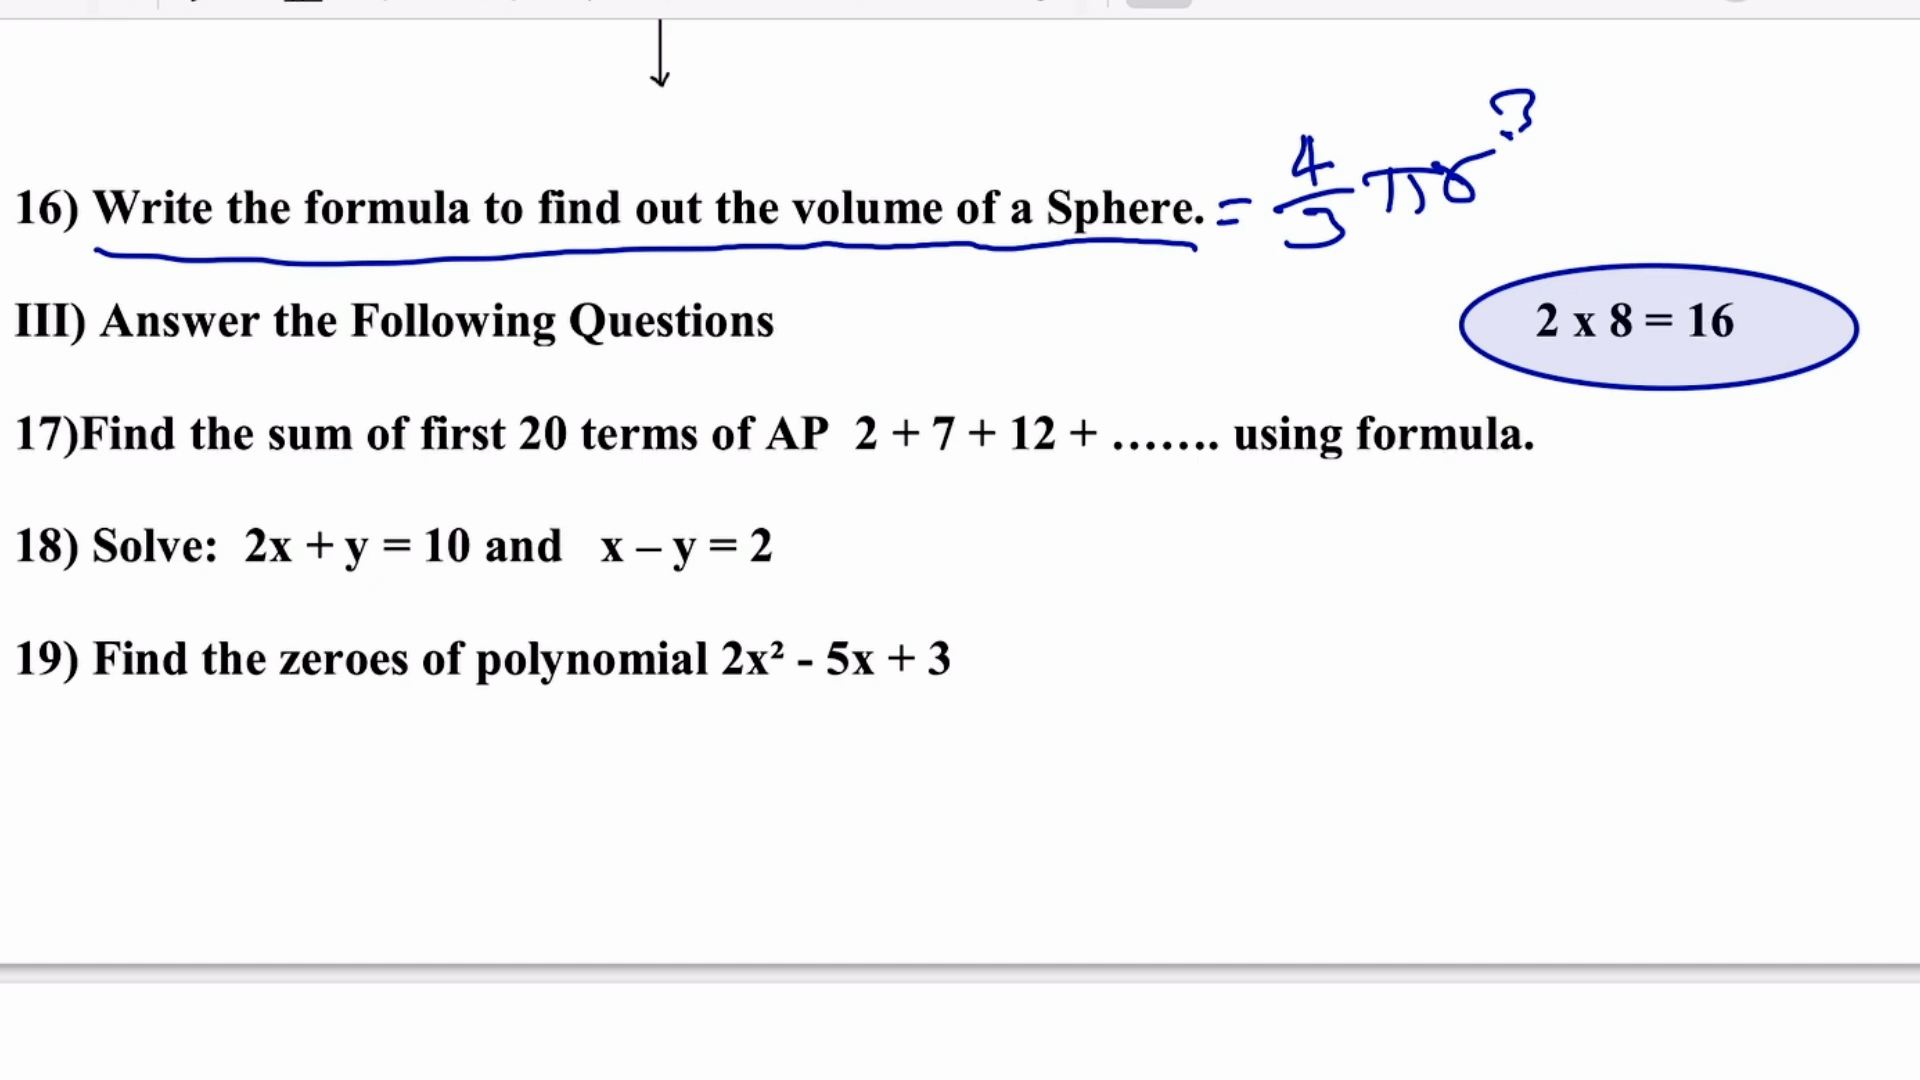 16) Write the formula to find out the volume of a Sphere. = 4/3 πr³
III) Answer the Following Questions 2 x 8 = 16
17)Find the sum of first 20 terms of AP 2 + 7 + 12 + ....... using formula.
18) Solve: 2x + y = 10 and x – y = 2
19) Find the zeroes of polynomial 2x² - 5x + 3